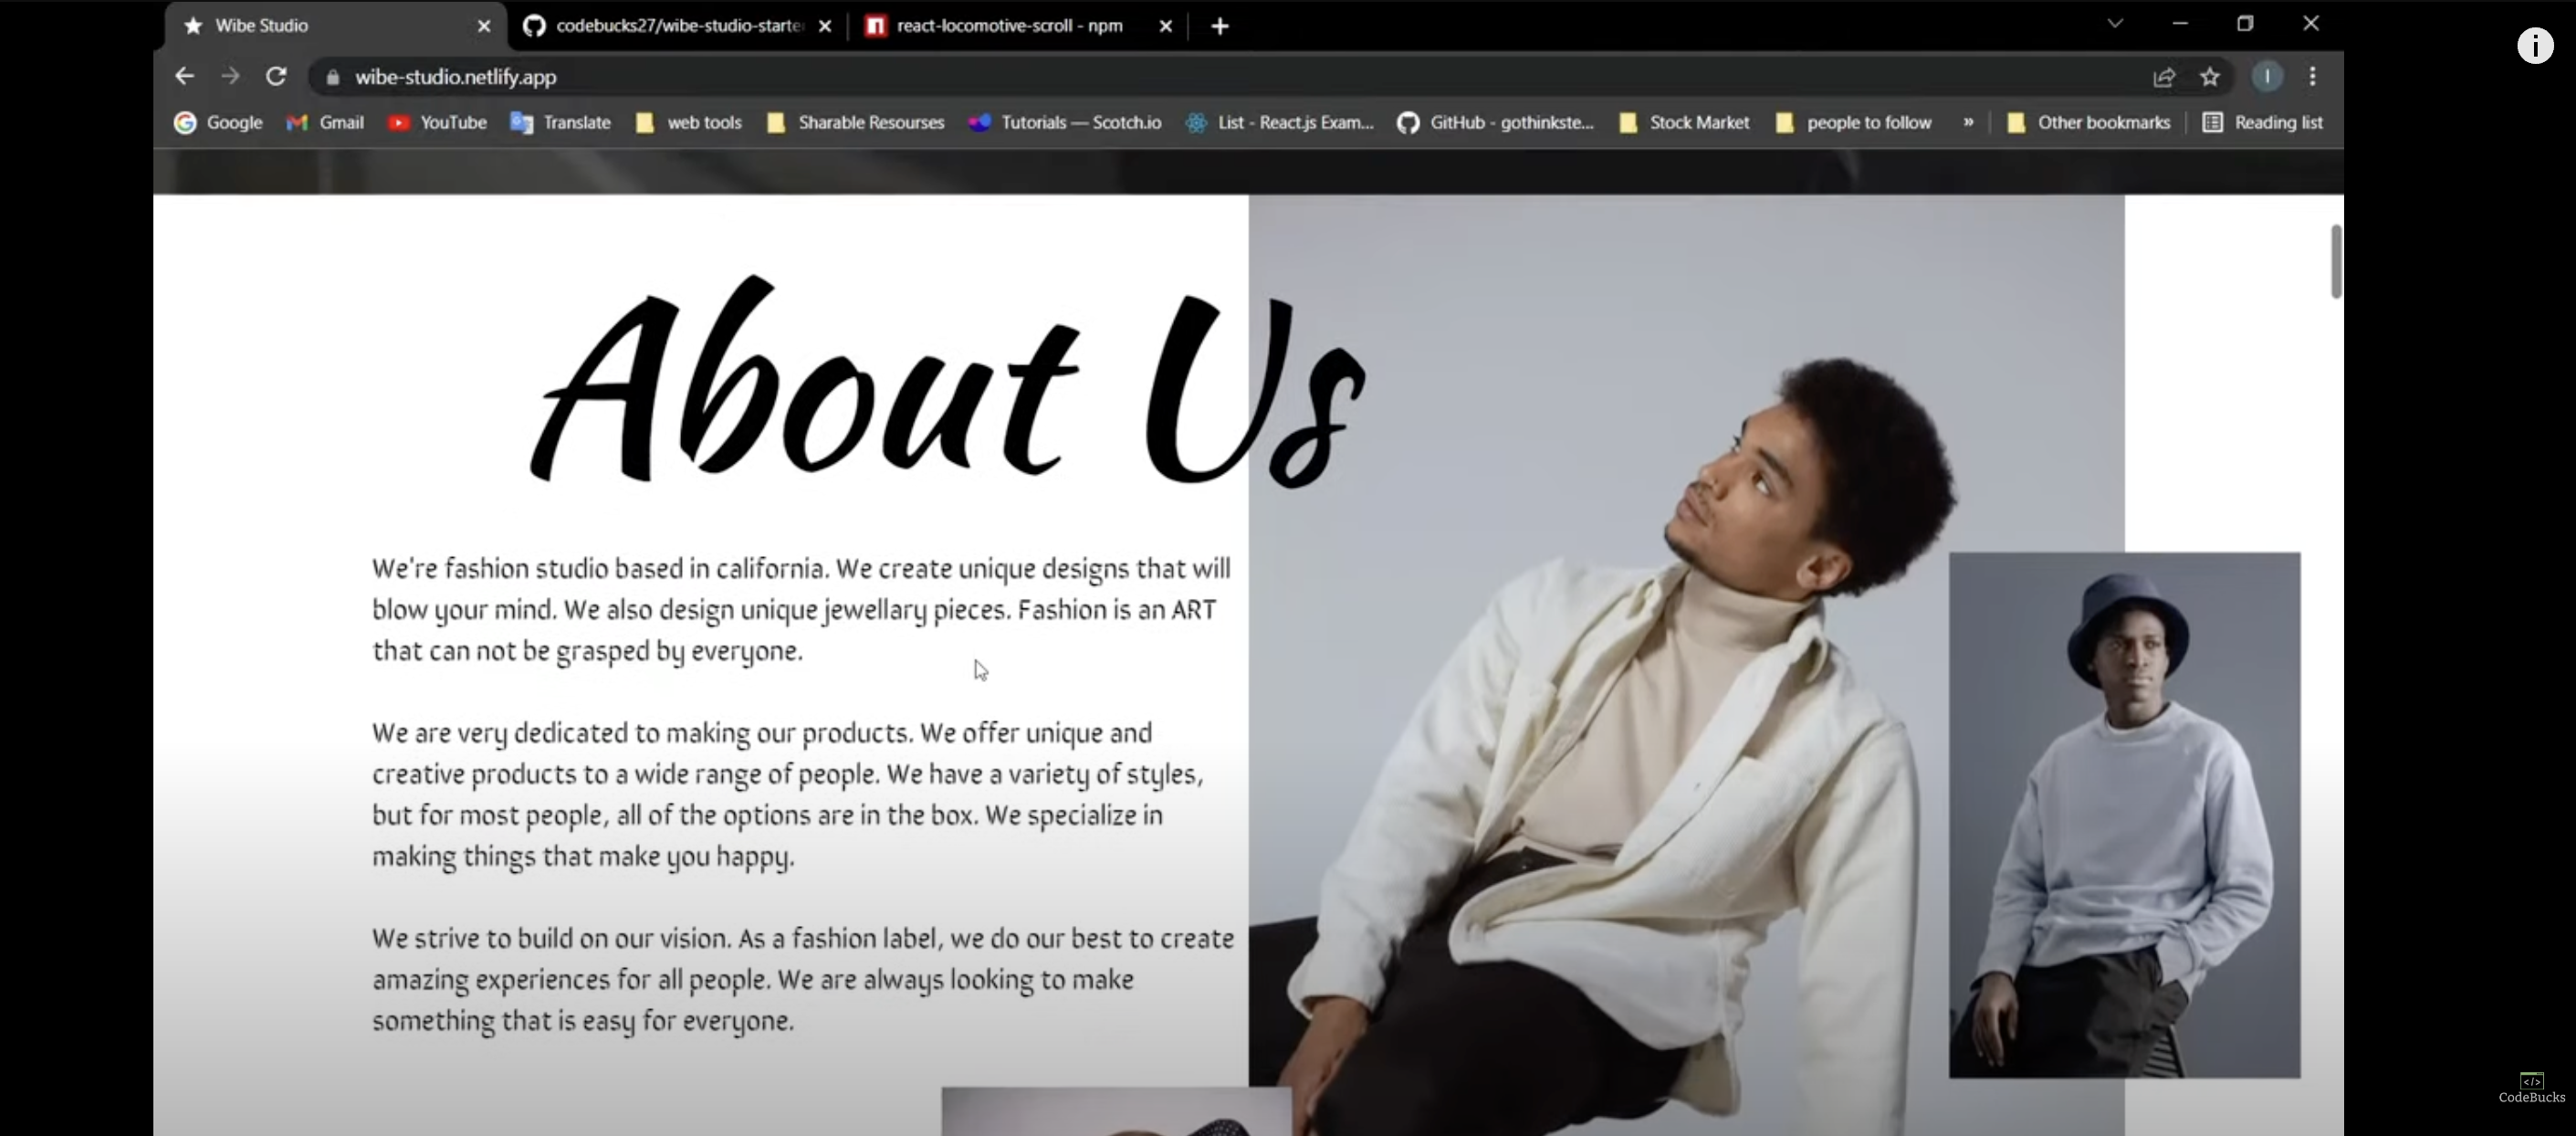 Wibe Studio
codebucks27/wibe-studio-starte
react-locomotive-scroll - npm
wibe-studio.netlify.app
I
Google
Gmail
YouTube
Translate
web tools
Sharable Resourses
Tutorials — Scotch.io
List - React.js Exam...
GitHub - gothinkste...
Stock Market
people to follow
»
Other bookmarks
Reading list
About Us
We're fashion studio based in california. We create unique designs that will
blow your mind. We also design unique jewellary pieces. Fashion is an ART
that can not be grasped by everyone.
We are very dedicated to making our products. We offer unique and
creative products to a wide range of people. We have a variety of styles,
but for most people, all of the options are in the box. We specialize in
making things that make you happy.
We strive to build on our vision. As a fashion label, we do our best to create
amazing experiences for all people. We are always looking to make
something that is easy for everyone.
</>
CodeBucks